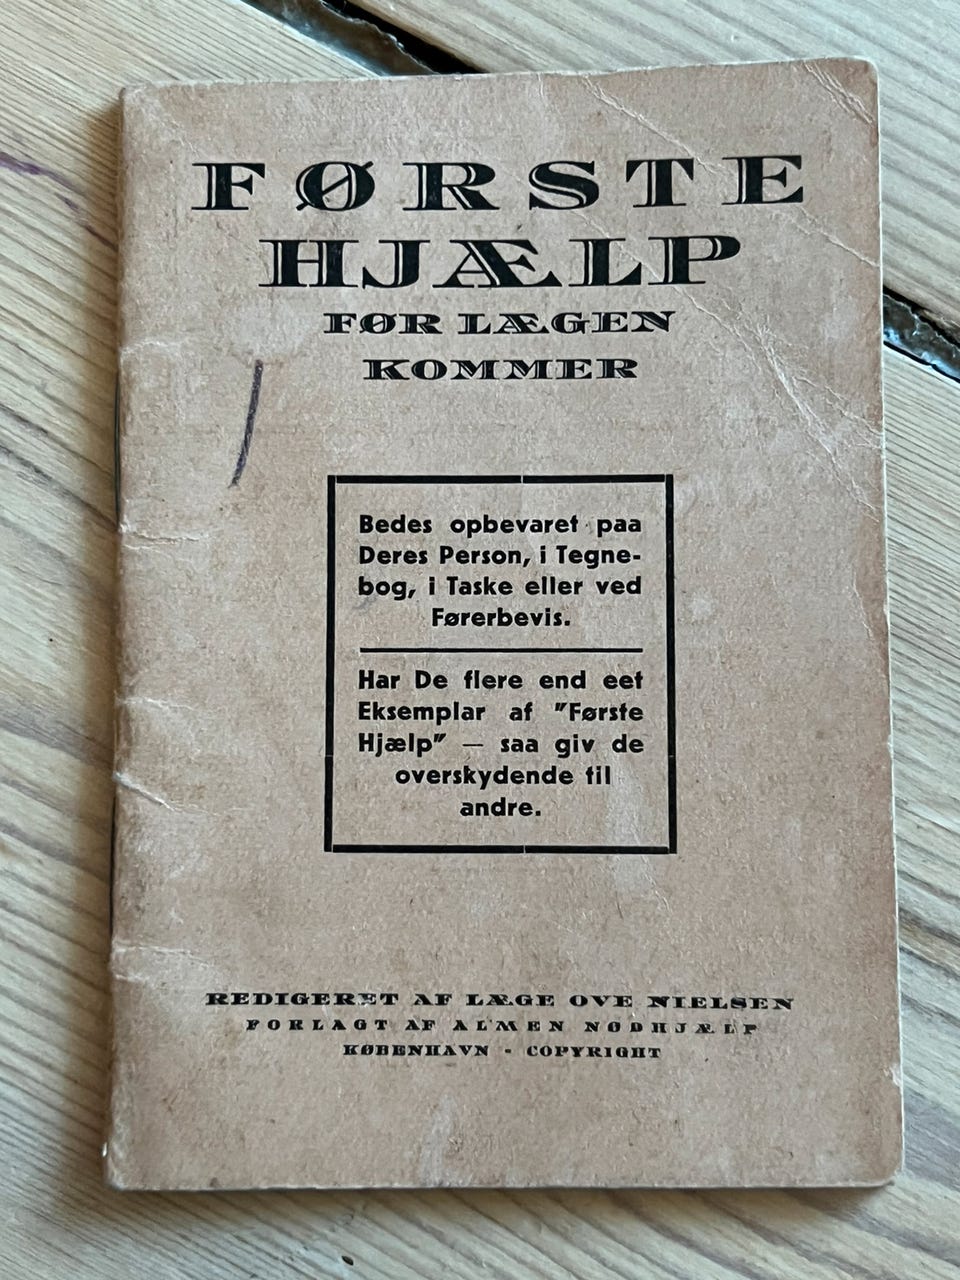 FØRSTE
HJÆLP
FØR LÆGEN
KOMMER
Bedes opbevaret paa
Deres Person, i Tegne-
bog, i Taske eller ved
Førerbevis.
Har De flere end eet
Eksemplar af "Første
Hjælp" — saa giv de
overskydende til
andre.
REDIGERET AF LÆGE OVE NIELSEN
FORLAGT AF ALMEN NØDHJÆLP
KØBENHAVN - COPYRIGHT